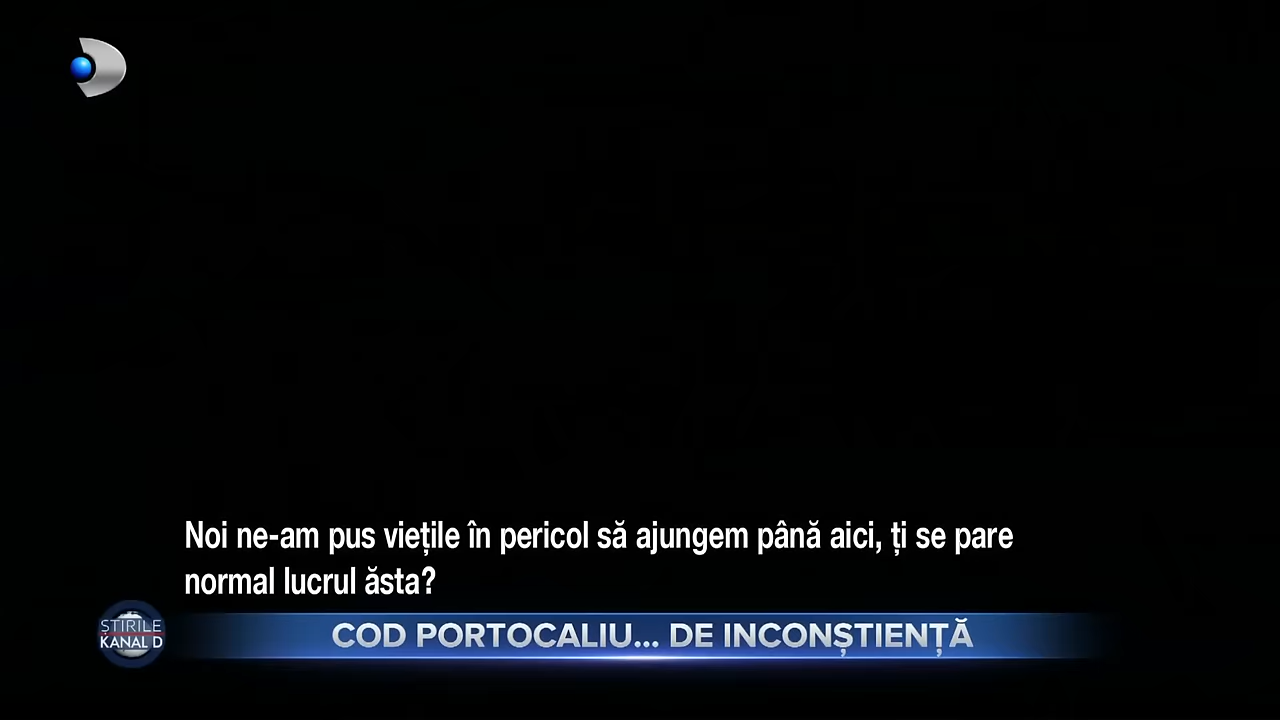 Noi ne-am pus viețile în pericol să ajungem până aici, ți se pare
normal lucrul ăsta?
ȘTIRILE
KANAL D
COD PORTOCALIU... DE INCONȘTIENȚĂ